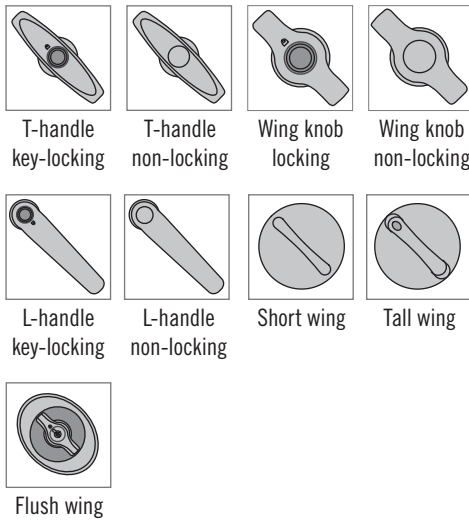 T-handle
key-locking
T-handle
non-locking
Wing knob
locking
Wing knob
non-locking
L-handle
key-locking
L-handle
non-locking
Short wing
Tall wing
Flush wing